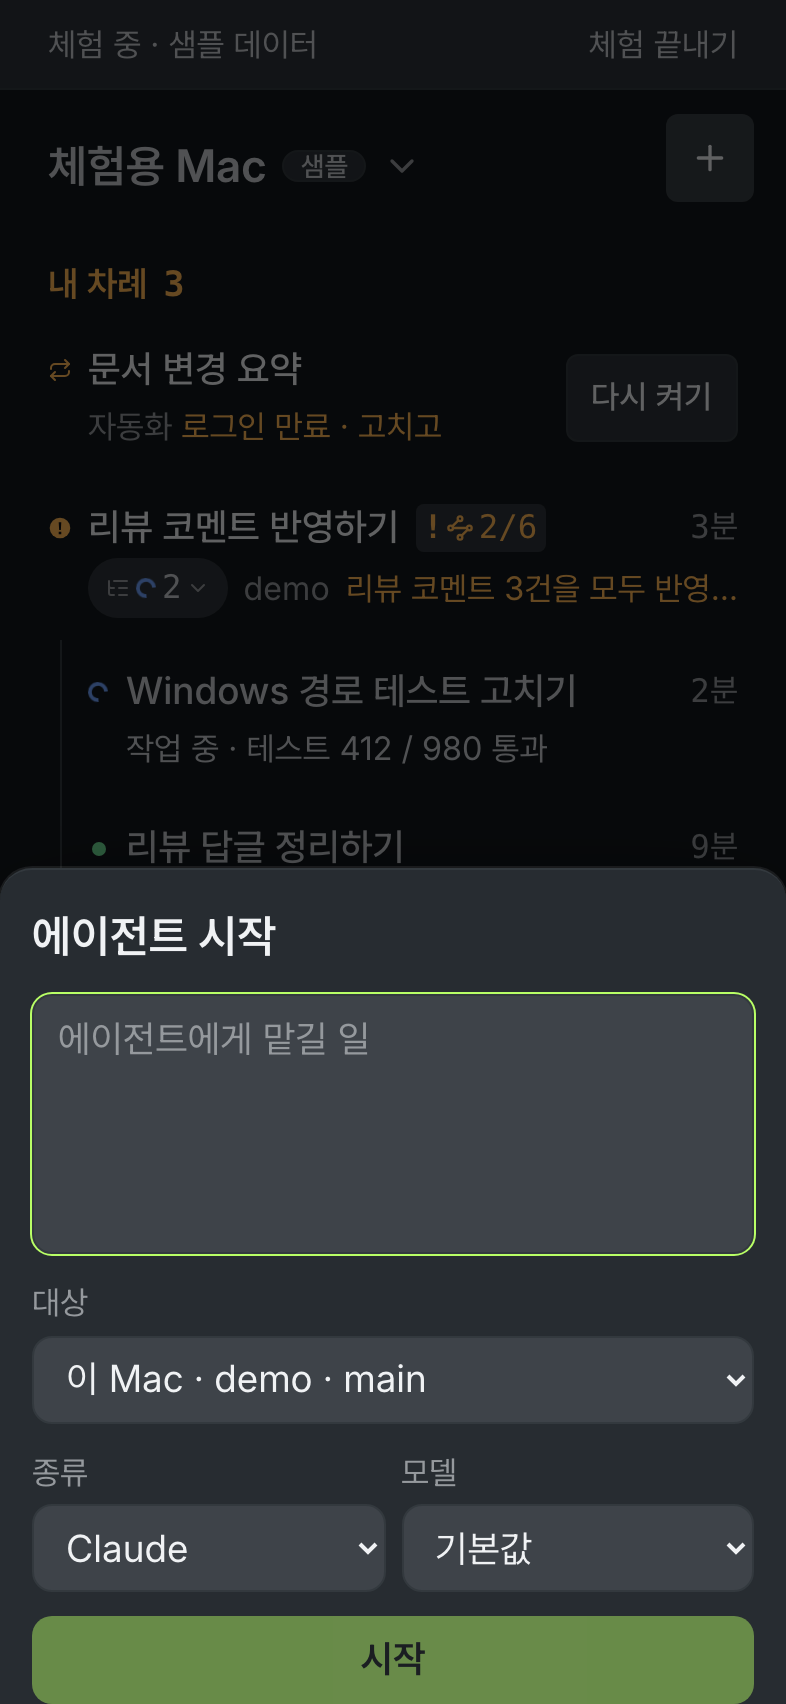 체험 중 · 샘플 데이터 체험 끝내기
체험용 Mac 샘플
내 차례 3
문서 변경 요약
자동화 로그인 만료 · 고치고
다시 켜기
리뷰 코멘트 반영하기 ! 2/6 3분
2 demo 리뷰 코멘트 3건을 모두 반영...
Windows 경로 테스트 고치기 2분
작업 중 · 테스트 412 / 980 통과
리뷰 답글 정리하기 9분
에이전트 시작
에이전트에게 맡길 일
대상
이 Mac · demo · main
종류 모델
Claude 기본값
시작